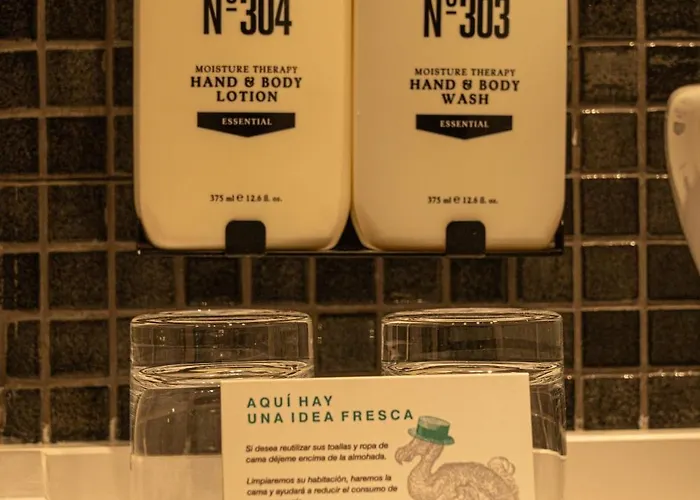 Nº304
MOISTURE THERAPY
HAND & BODY
LOTION
ESSENTIAL
375 ml e 12.6 fl. oz.
Nº303
MOISTURE THERAPY
HAND & BODY
WASH
ESSENTIAL
375 ml e 12.6 fl. oz.
AQUÍ HAY
UNA IDEA FRESCA
Si desea reutilizar sus toallas y ropa de
cama déjeme encima de la almohada.
Limpiaremos su habitación, haremos la
cama y ayudará a reducir el consumo de